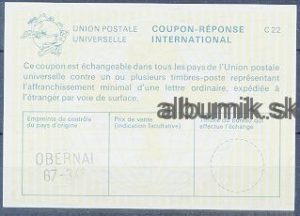 UNION POSTALE
UNIVERSELLE
COUPON-RÉPONSE
INTERNATIONAL
C 22
Ce coupon est échangeable dans tous les pays de l'Union postale
universelle contre un ou plusieurs timbres-poste représentant
l'affranchissement minimal d'une lettre ordinaire, expédiée à
l'étranger par voie de surface.
albumik.sk
Empreinte de contrôle
du pays d'origine
Prix de vente
(indication facultative)
Timbre du
effectue l'échange
OBERNAI
67-